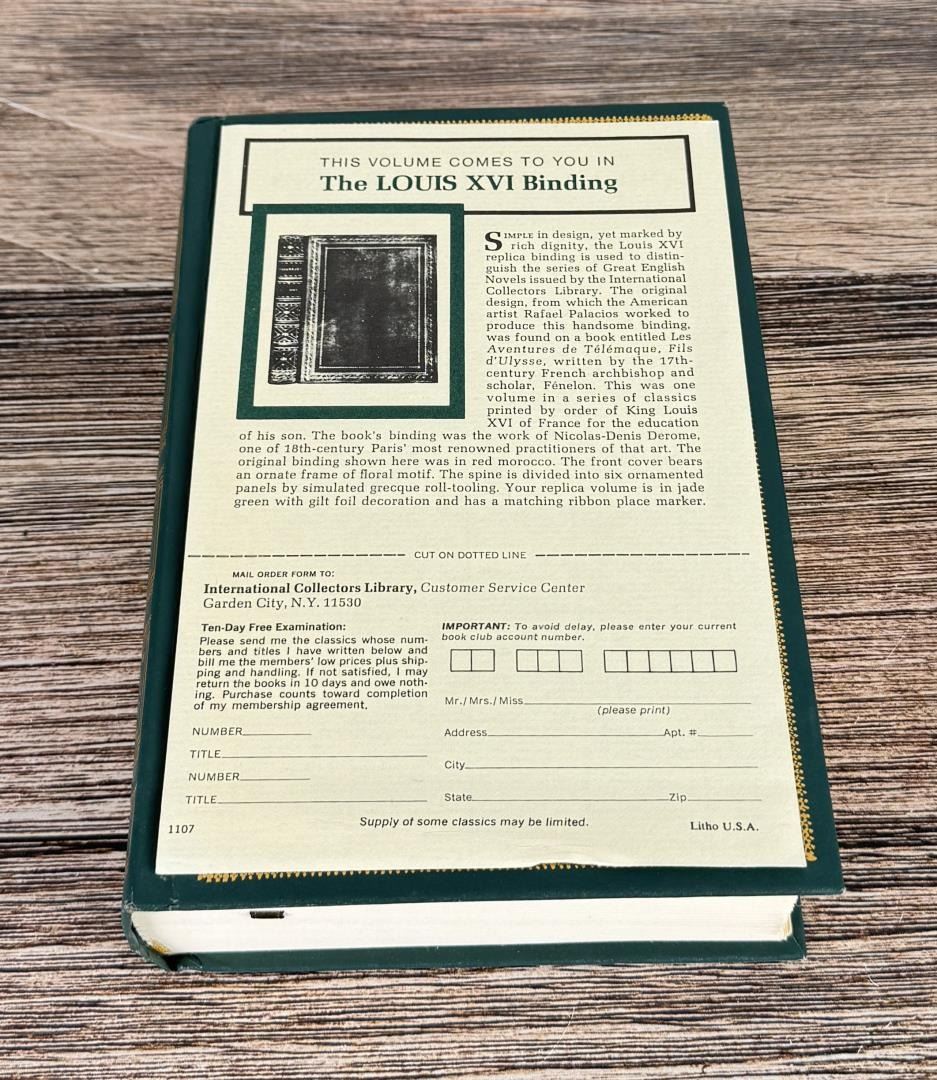 THIS VOLUME COMES TO YOU IN
The LOUIS XVI Binding
SIMPLE in design, yet marked by
rich dignity, the Louis XVI
replica binding is used to distin-
guish the series of Great English
Novels issued by the International
Collectors Library. The original
design, from which the American
artist Rafael Palacios worked to
produce this handsome binding,
was found on a book entitled Les
Aventures de Télémaque, Fils
d'Ulysse, written by the 17th-
century French archbishop and
scholar, Fénelon. This was one
volume in a series of classics
printed by order of King Louis
XVI of France for the education
of his son. The book's binding was the work of Nicolas-Denis Derome,
one of 18th-century Paris' most renowned practitioners of that art. The
original binding shown here was in red morocco. The front cover bears
an ornate frame of floral motif. The spine is divided into six ornamental
panels by simulated grecque roll-tooling. Your replica volume is in jade
green with gilt foil decoration and has a matching ribbon place marker.
CUT ON DOTTED LINE
MAIL ORDER FORM TO:
International Collectors Library, Customer Service Center
Garden City, N.Y. 11530
Ten-Day Free Examination:
Please send me the classics whose num-
bers and titles I have written below and
bill me the members' low prices plus ship-
ping and handling. If not satisfied, I may
return the books in 10 days and owe noth-
ing. Purchase counts toward completion
of my membership agreement.
NUMBER
TITLE
NUMBER
TITLE
IMPORTANT: To avoid delay, please enter your current
book club account number.
Mr./Mrs./Miss
(please print)
Address Apt. #
City
State Zip
Supply of some classics may be limited.
1107
Litho U.S.A.